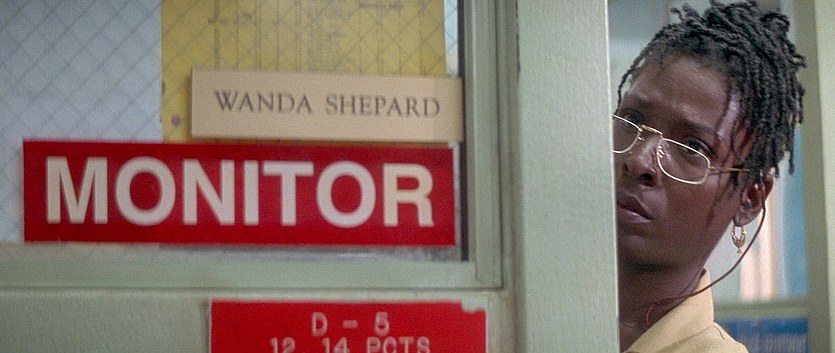 WANDA SHEPARD
MONITOR
D - 5
12 14 PCTS